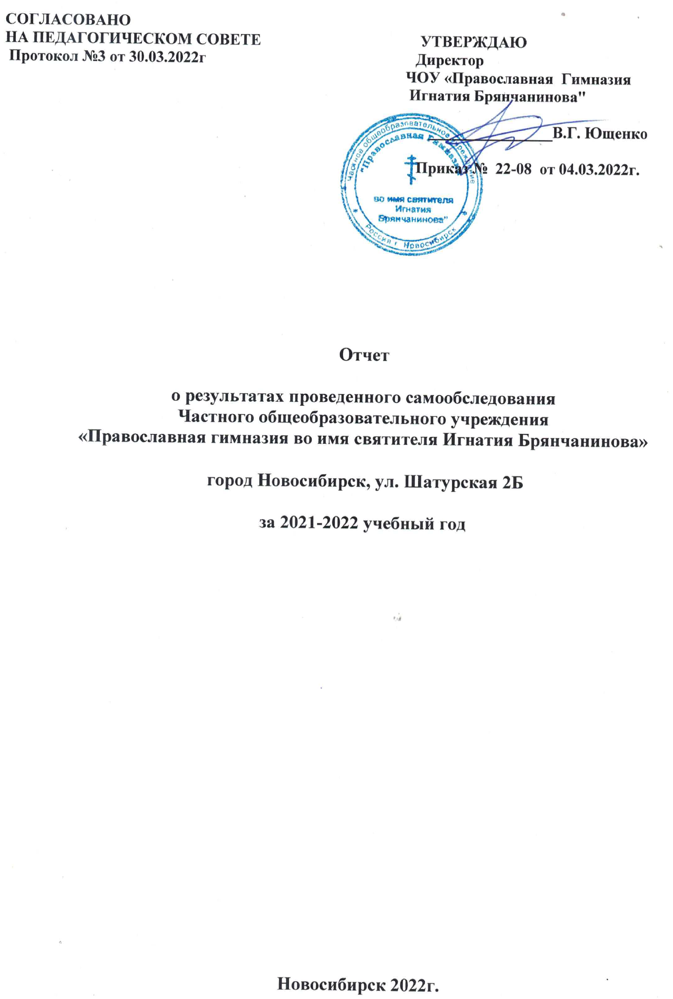 СОГЛАСОВАНО
НА ПЕДАГОГИЧЕСКОМ СОВЕТЕ
Протокол №3 от 30.03.2022г
УТВЕРЖДАЮ
Директор
ЧОУ «Православная Гимназия
Игнатия Брянчанинова"
В.Г. Ющенко
Приказ № 22-08 от 04.03.2022г.
Частное общеобразовательное учреждение
"Православная Гимназия
во имя святителя
Игнатия
Брянчанинова"
Россия г Новосибирск
Отчет
о результатах проведенного самообследования
Частного общеобразовательного учреждения
«Православная гимназия во имя святителя Игнатия Брянчанинова»
город Новосибирск, ул. Шатурская 2Б
за 2021-2022 учебный год
Новосибирск 2022г.